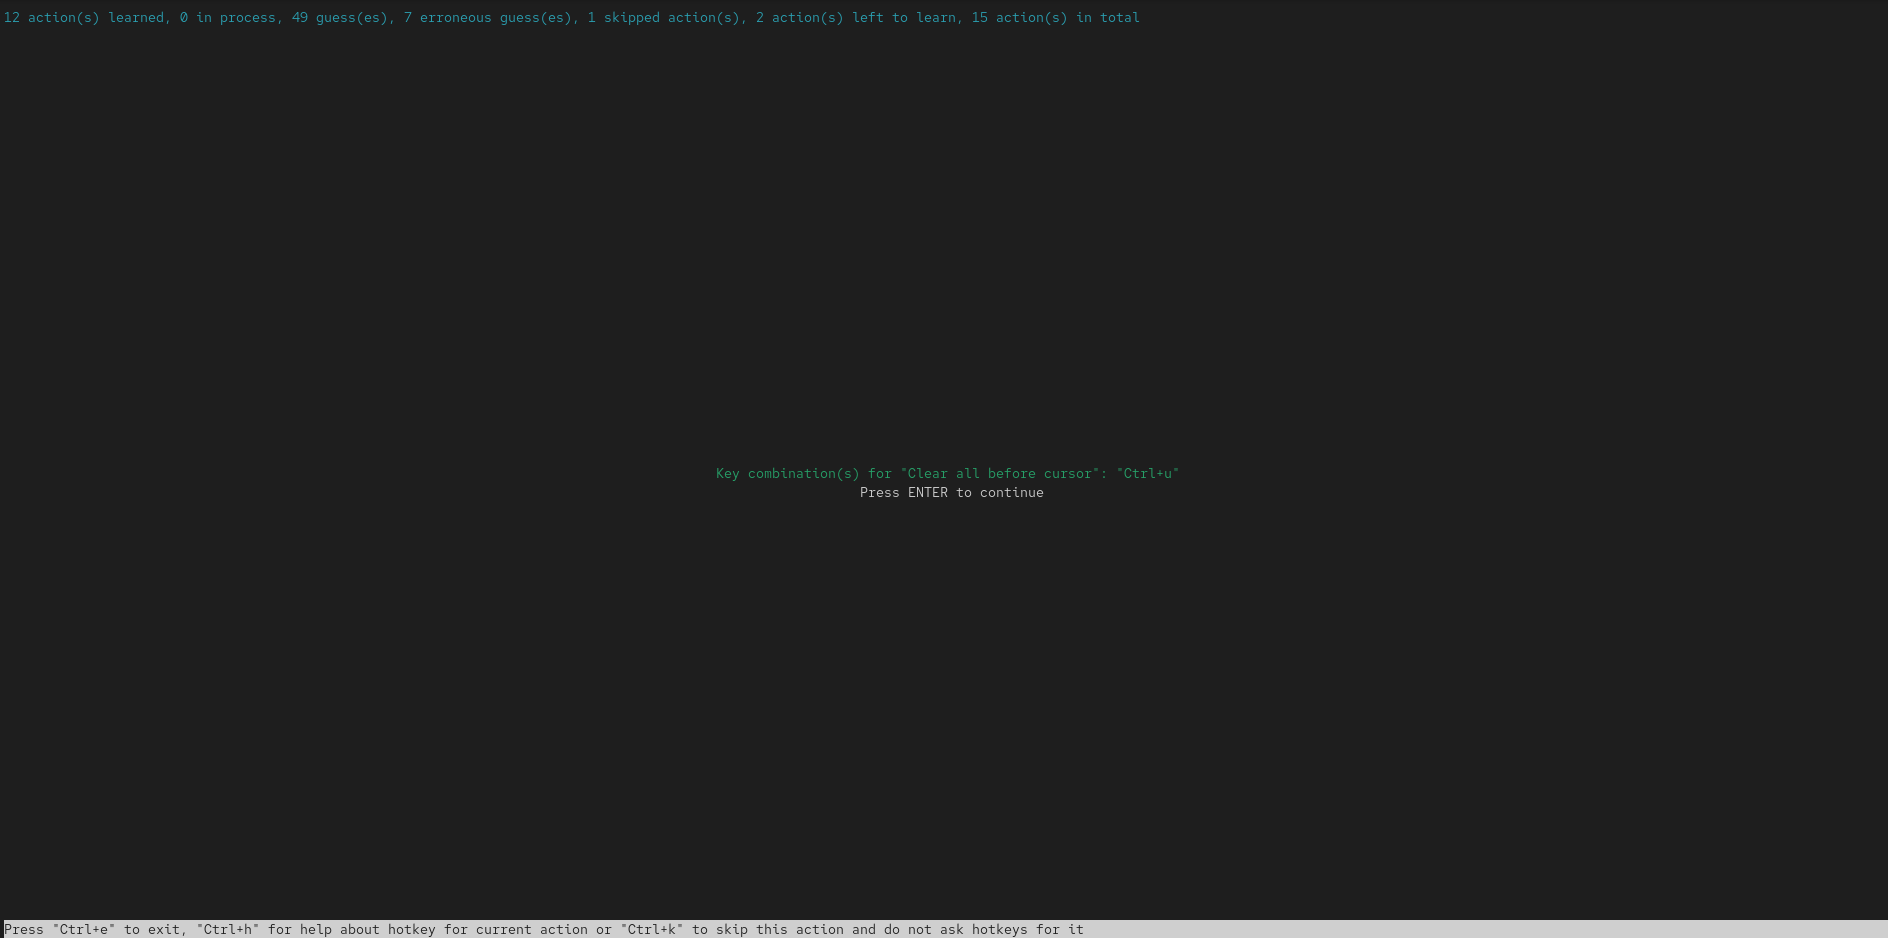 12 action(s) learned, 0 in process, 49 guess(es), 7 erroneous guess(es), 1 skipped action(s), 2 action(s) left to learn, 15 action(s) in total
Key combination(s) for "Clear all before cursor": "Ctrl+u"
Press ENTER to continue
Press "Ctrl+e" to exit, "Ctrl+h" for help about hotkey for current action or "Ctrl+k" to skip this action and do not ask hotkeys for it